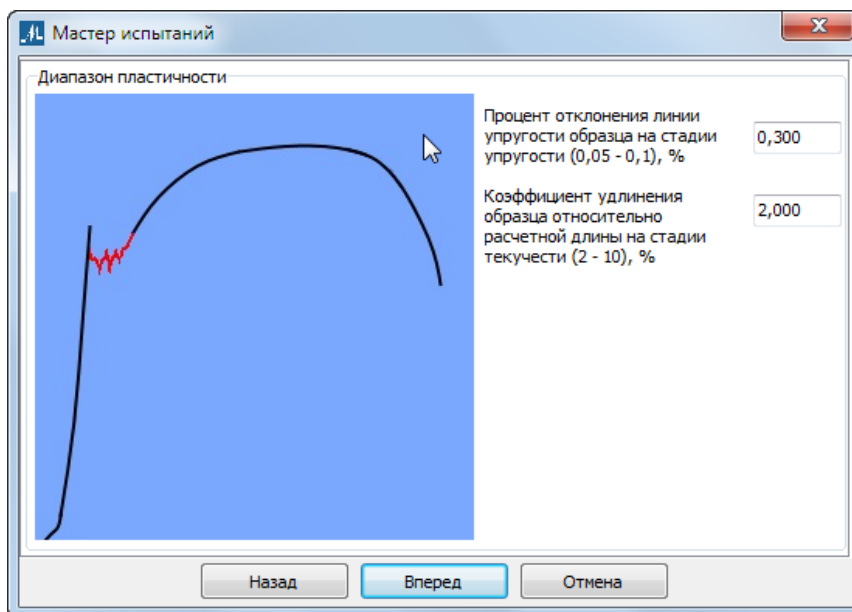 Мастер испытаний
Диапазон пластичности
Процент отклонения линии
упругости образца на стадии
упругости (0,05 - 0,1), %
0,300
Коэффициент удлинения
образца относительно
расчетной длины на стадии
текучести (2 - 10), %
2,000
Назад
Вперед
Отмена